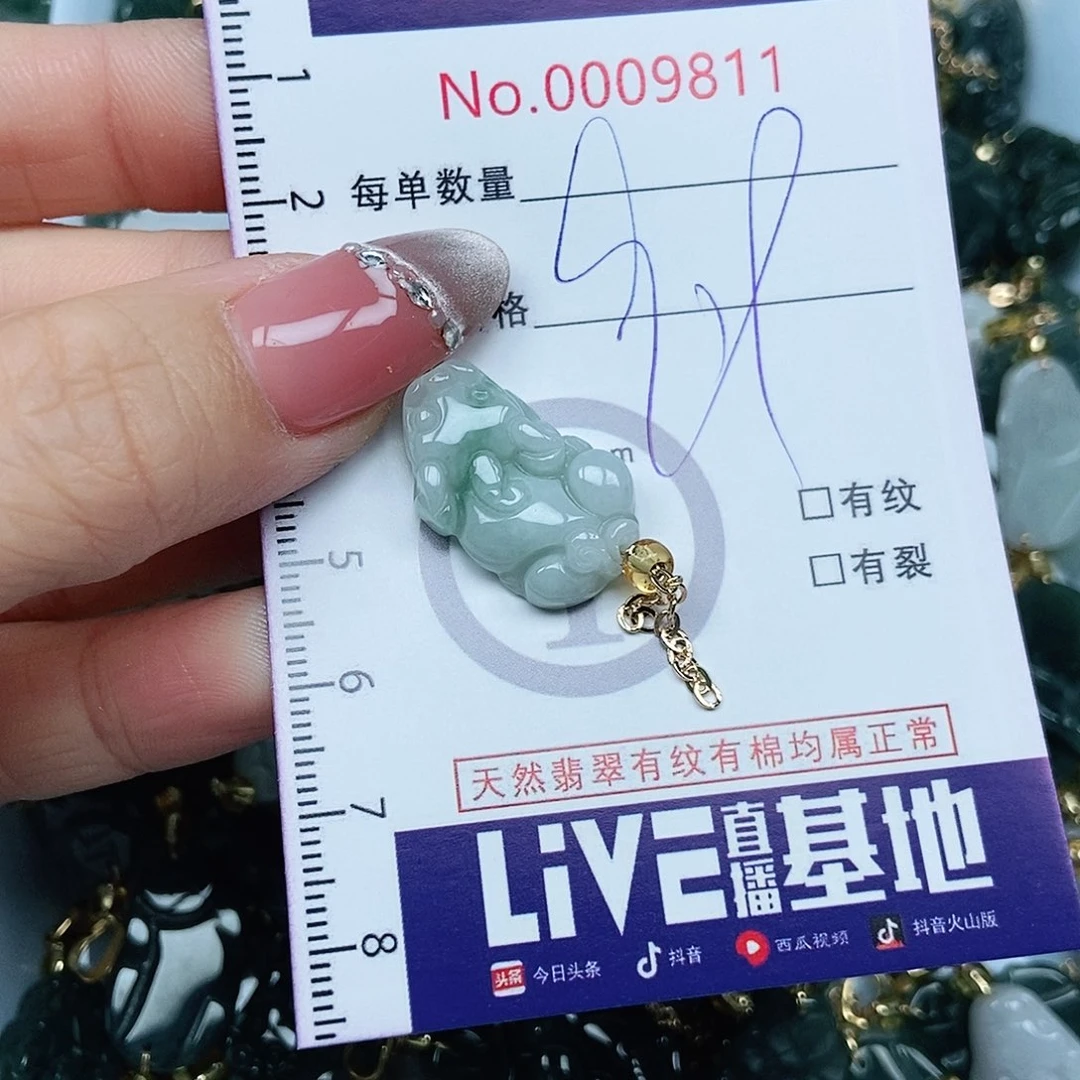 No.0009811
1
2
每单数量
格
m
□有纹
5
□有裂
6
天然翡翠有纹有棉均属正常
7
LiVE直播基地
8
头条 今日头条 抖音 西瓜视频 抖音火山版